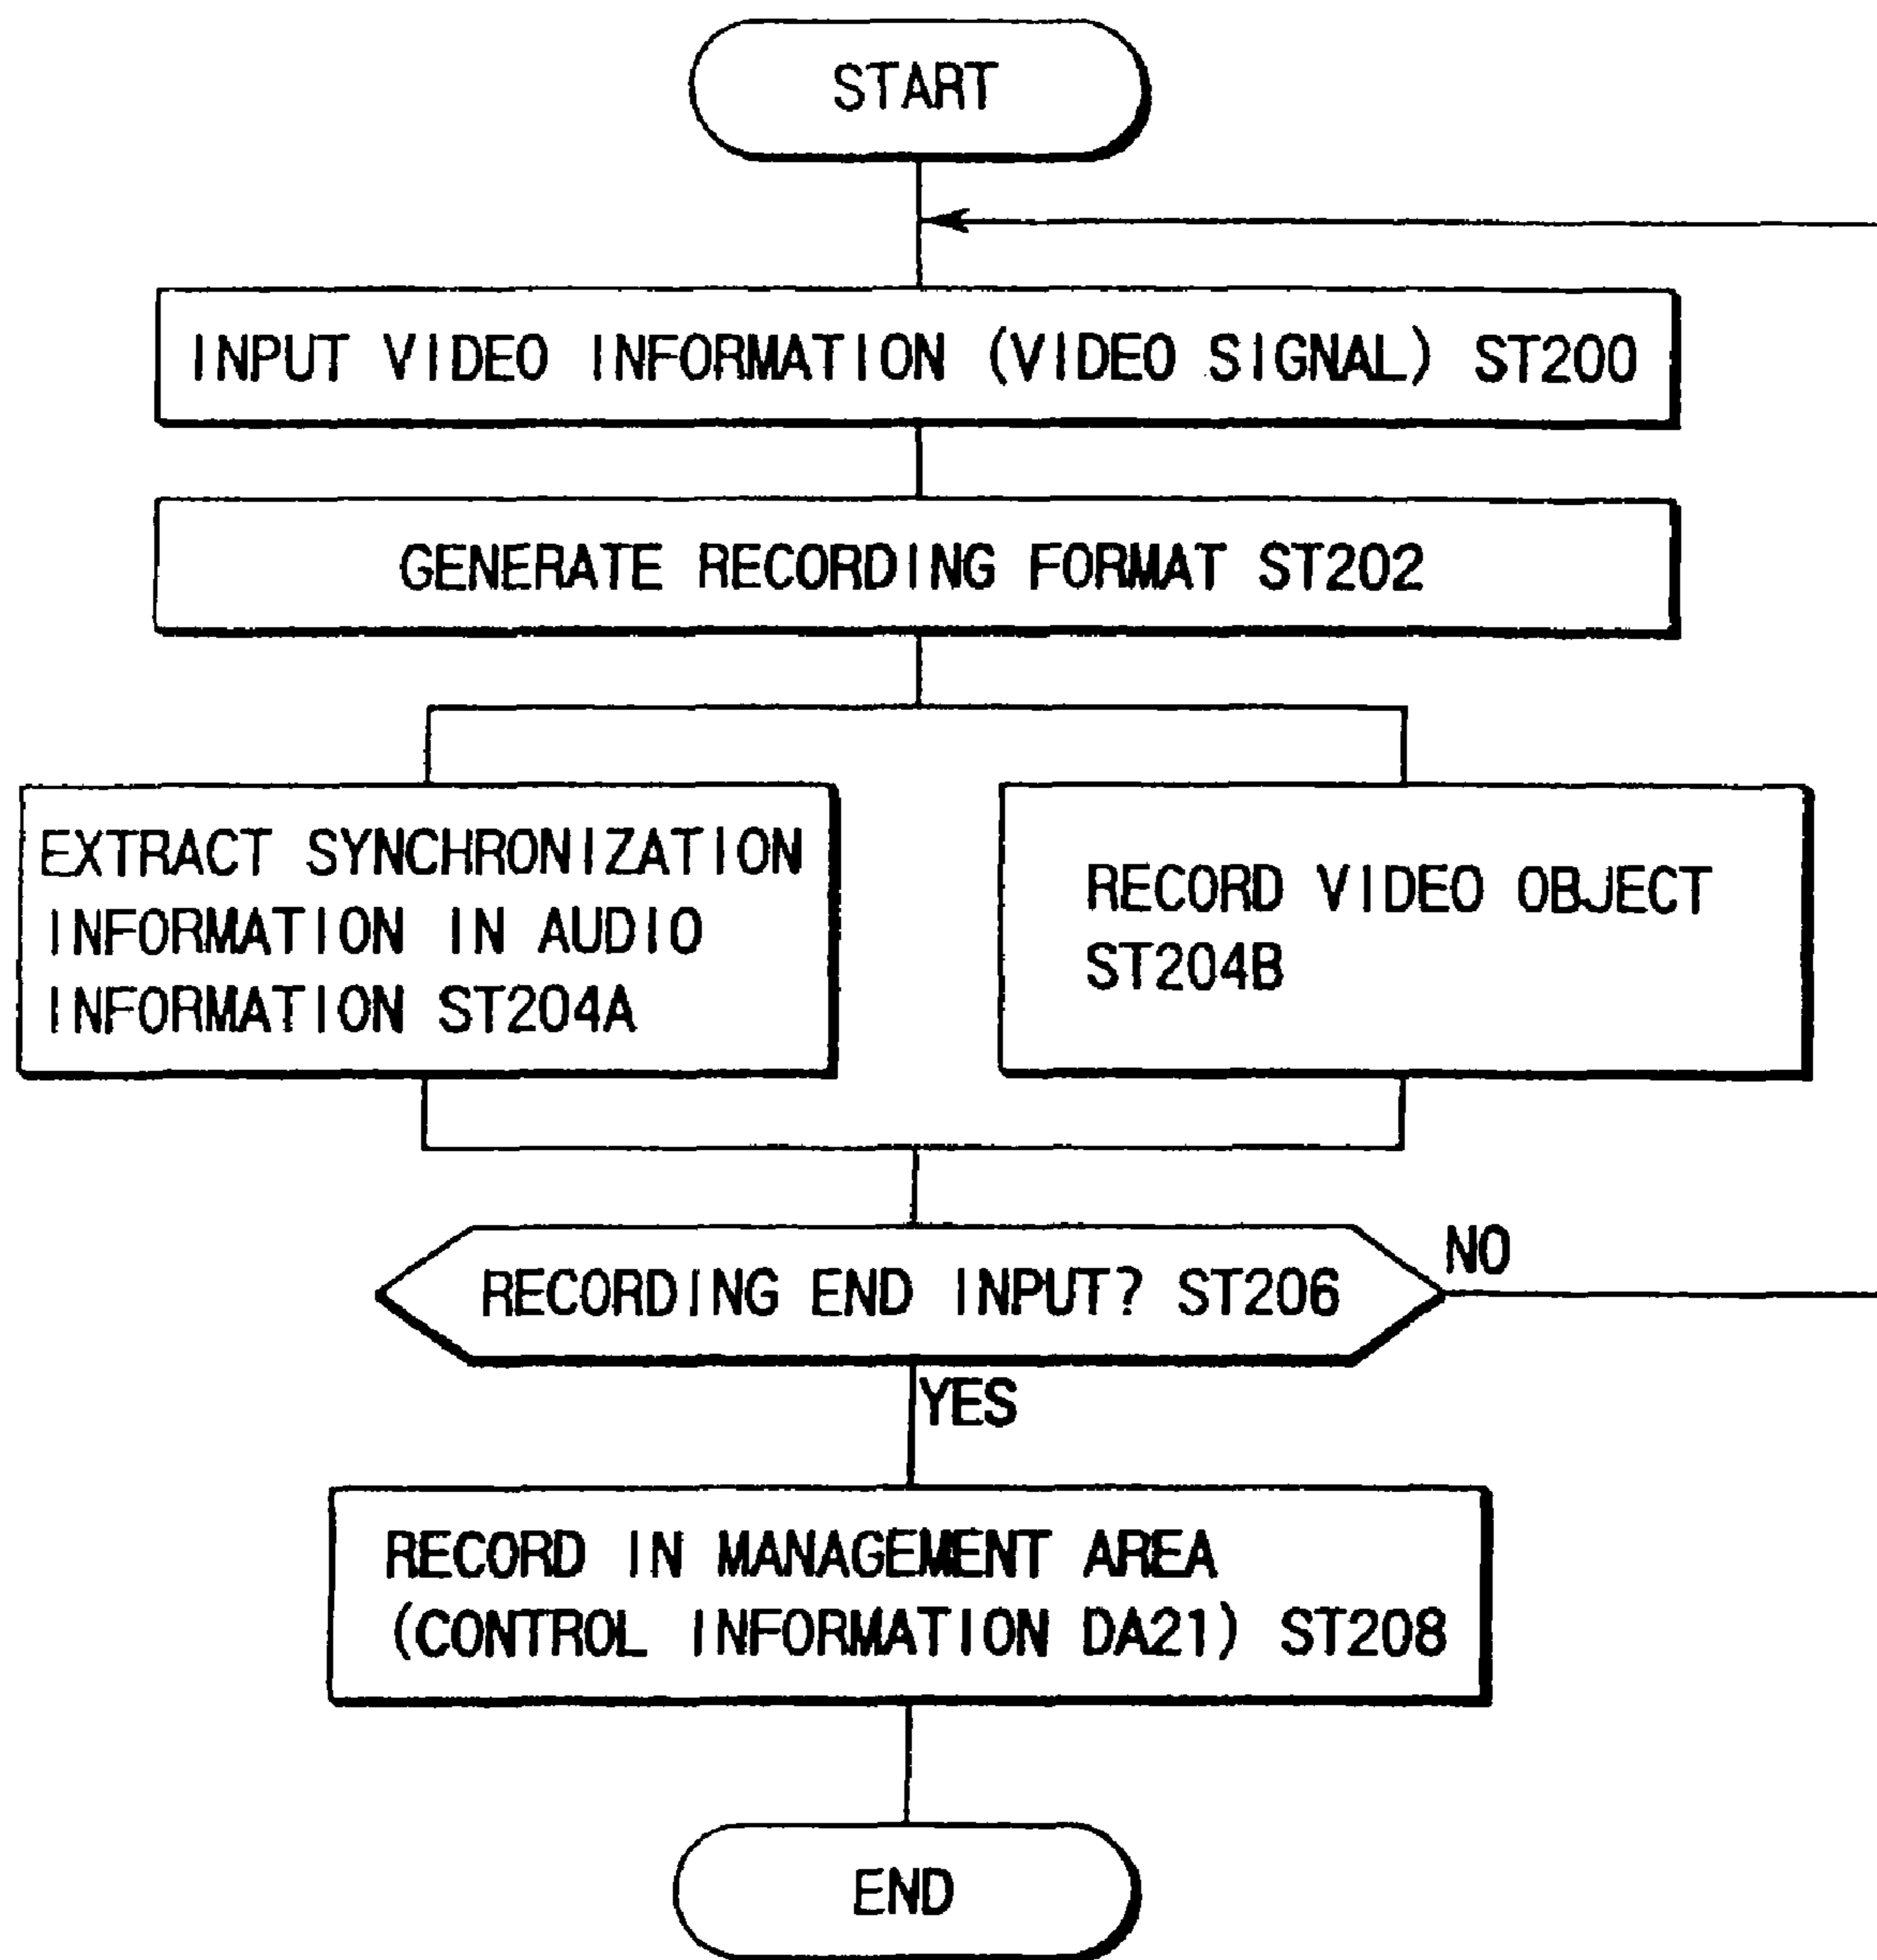 START
INPUT VIDEO INFORMATION (VIDEO SIGNAL) ST200
GENERATE RECORDING FORMAT ST202
EXTRACT SYNCHRONIZATION
INFORMATION IN AUDIO
INFORMATION ST204A
RECORD VIDEO OBJECT
ST204B
RECORDING END INPUT? ST206
NO
YES
RECORD IN MANAGEMENT AREA
(CONTROL INFORMATION DA21) ST208
END